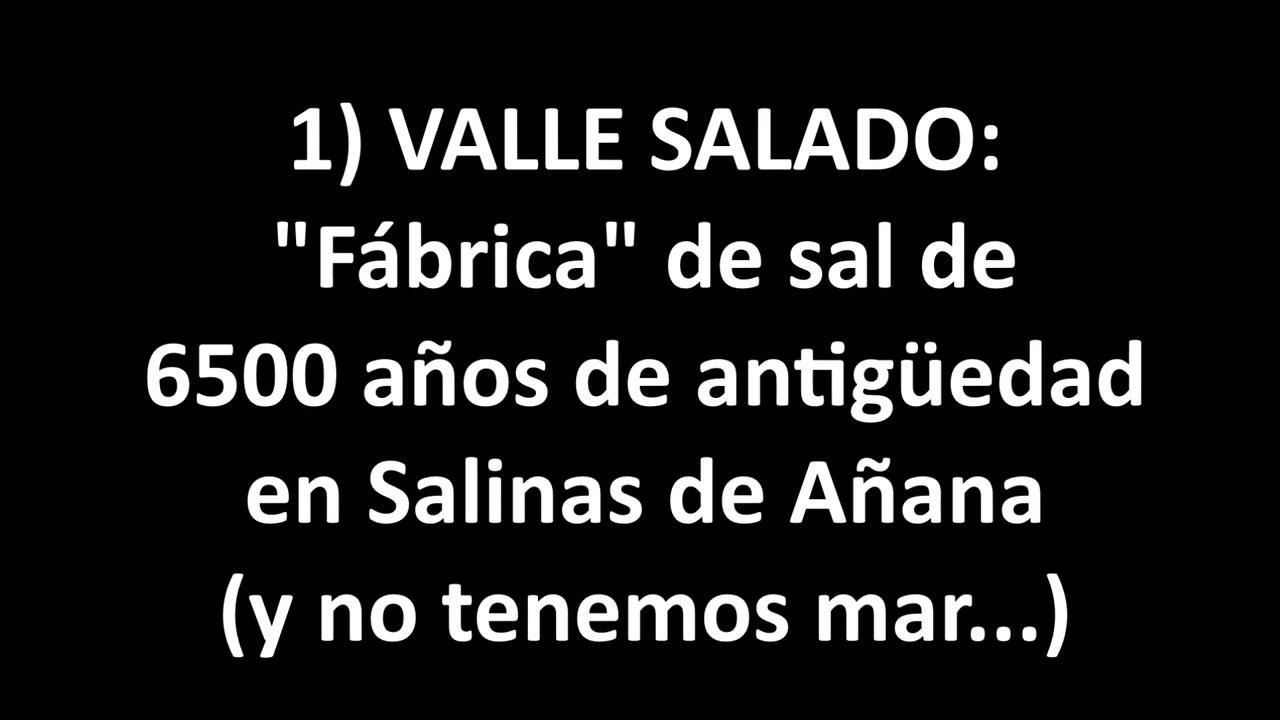 1) VALLE SALADO:
"Fábrica" de sal de
6500 años de antigüedad
en Salinas de Añana
(y no tenemos mar...)